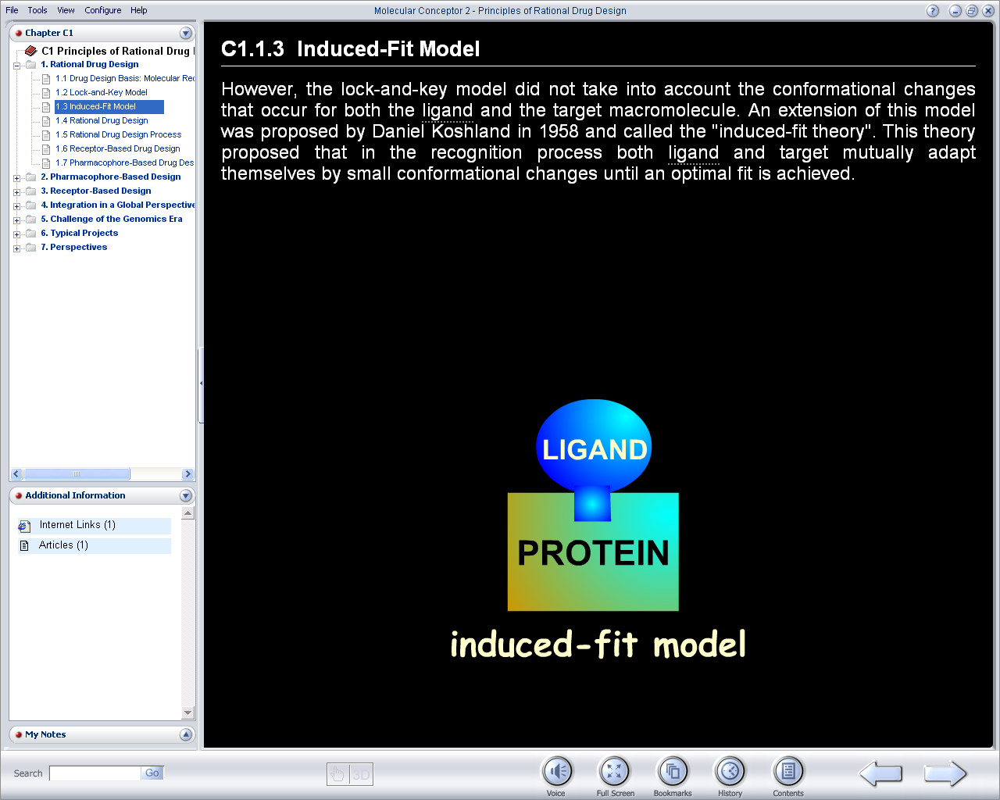 File Tools View Configure Help
Molecular Conceptor 2 - Principles of Rational Drug Design
Chapter C1
C1 Principles of Rational Drug
1. Rational Drug Design
1.1 Drug Design Basis: Molecular Rec
1.2 Lock-and-Key Model
1.3 Induced-Fit Model
1.4 Rational Drug Design
1.5 Rational Drug Design Process
1.6 Receptor-Based Drug Design
1.7 Pharmacophore-Based Drug Des
2. Pharmacophore-Based Design
3. Receptor-Based Design
4. Integration in a Global Perspective
5. Challenge of the Genomics Era
6. Typical Projects
7. Perspectives
Additional Information
Internet Links (1)
Articles (1)
My Notes
C1.1.3 Induced-Fit Model
However, the lock-and-key model did not take into account the conformational changes
that occur for both the ligand and the target macromolecule. An extension of this model
was proposed by Daniel Koshland in 1958 and called the "induced-fit theory". This theory
proposed that in the recognition process both ligand and target mutually adapt
themselves by small conformational changes until an optimal fit is achieved.
LIGAND
PROTEIN
induced-fit model
Search
Go
3D
Voice
Full Screen
Bookmarks
History
Contents